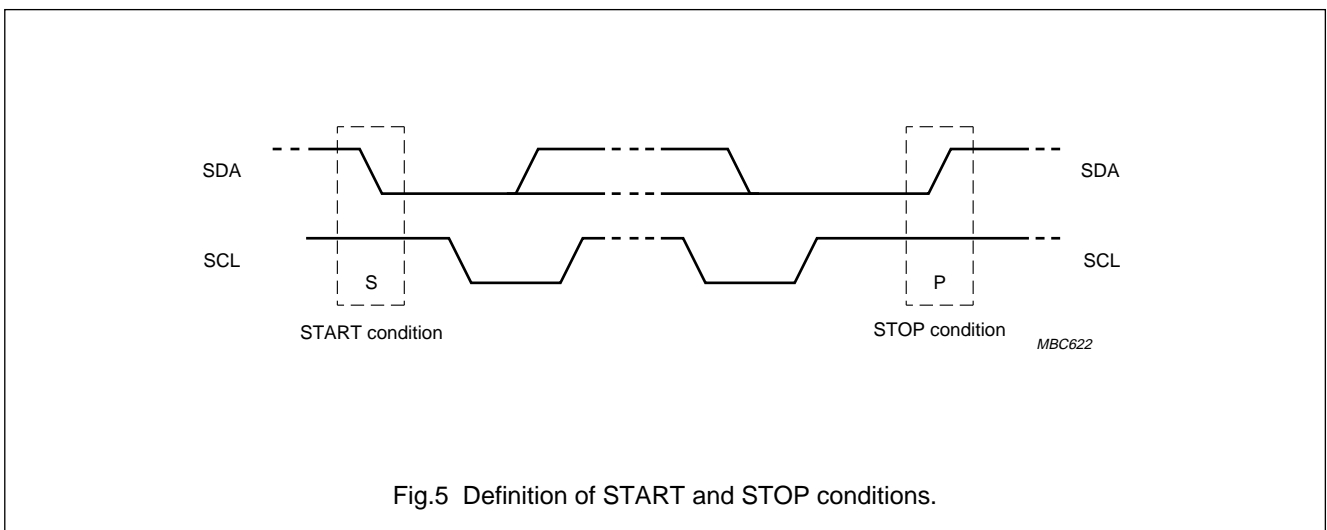 SDA
SDA
SCL
SCL
S
P
START condition
STOP condition
MBC622
Fig.5 Definition of START and STOP conditions.